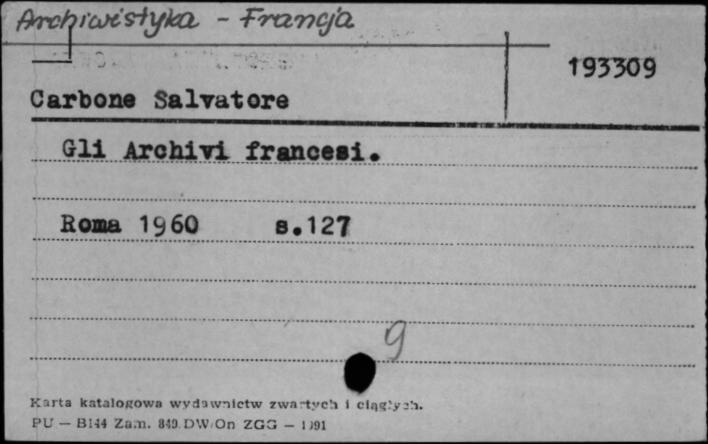 Archiwistyka - Francja
193309
Carbone Salvatore
Gli Archivi francesi.
Roma 1960 s.127
9
Karta katalogowa wydawnictw zwartych i ciągłych.
PU — B144 Zam. 849 DW/On ZGG — 1991